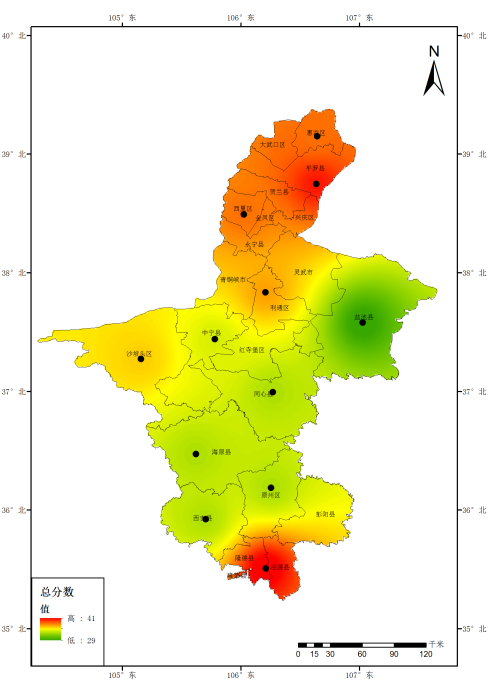 105° 东 106° 东 107° 东
40° 北 40° 北
N
惠农区
大武口区
39° 北 39° 北
平罗县
贺兰县
西夏区
金凤区 兴庆区
永宁县
38° 北 38° 北
灵武市
青铜峡市
利通区
盐池县
中宁县
红寺堡区
沙坡头区
37° 北 37° 北
同心县
海原县
原州区
36° 北 36° 北
彭阳县
西吉县
隆德县
泾源县
总分数
值
高 : 41
低 : 29
35° 北 35° 北
千米
0 15 30 60 90 120
105° 东 106° 东 107° 东